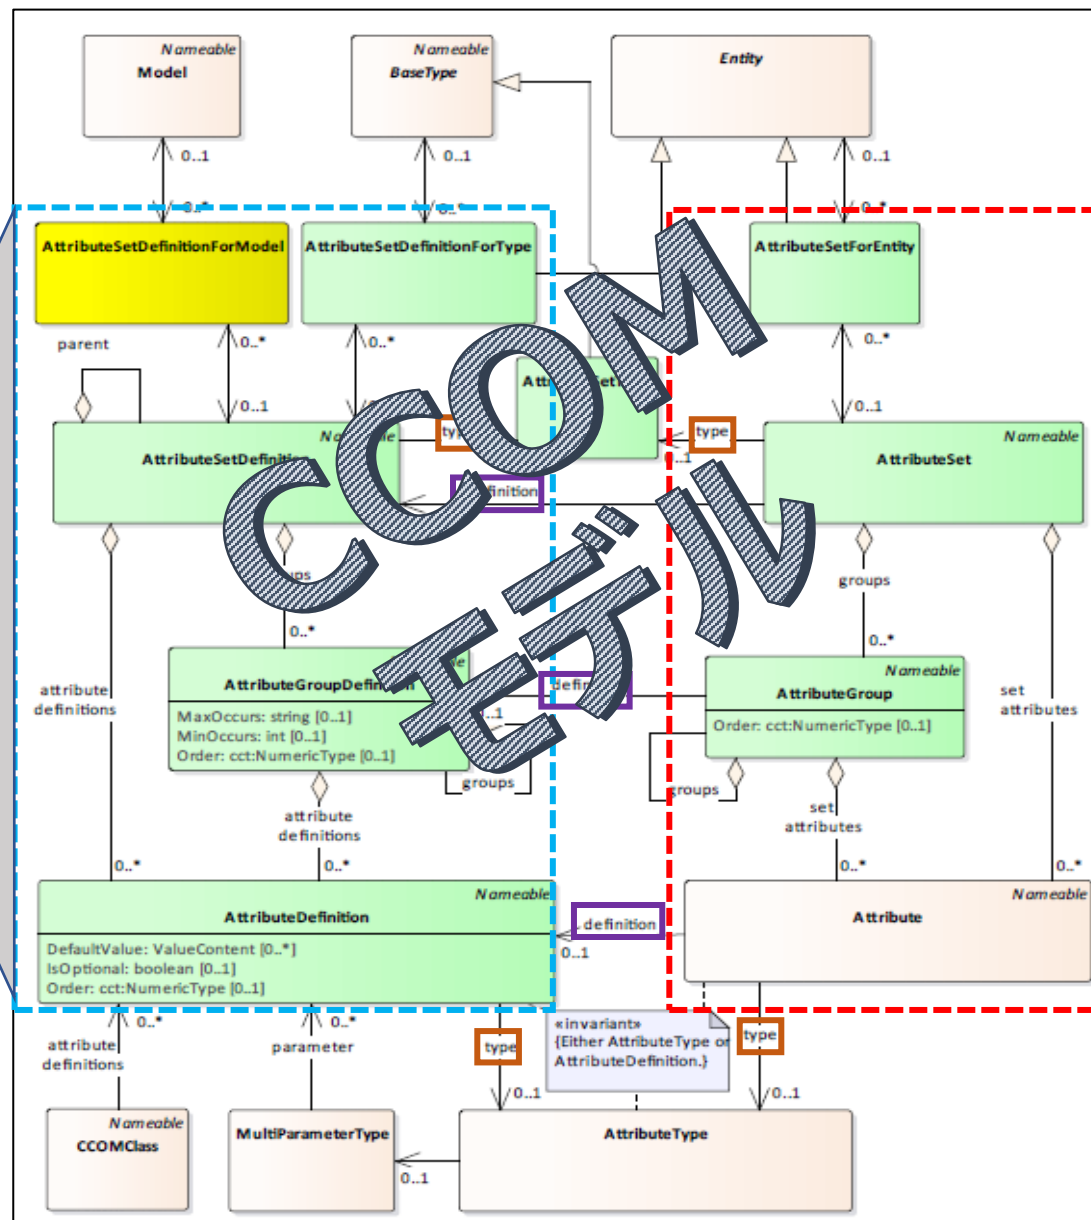 Nameable
Model
Nameable
BaseType
Entity
0..1
0..1
0..1
0..*
0..*
0..*
AttributeSetDefinitionForModel
AttributeSetDefinitionForType
AttributeSetForEntity
parent
0..*
0..*
0..*
0..1
0..1
Nameable
AttributeSet
type
0..1
definition
CCOM
モデル
groups
0..*
0..*
attribute
definitions
AttributeGroupDefinition
MaxOccurs: string [0..1]
MinOccurs: int [0..1]
Order: cct:NumericType [0..1]
groups
Nameable
AttributeGroup
Order: cct:NumericType [0..1]
groups
set
attributes
attribute
definitions
set
attributes
0..*
0..*
0..*
0..*
Nameable
AttributeDefinition
DefaultValue: ValueContent [0..*]
IsOptional: boolean [0..1]
Order: cct:NumericType [0..1]
definition
0..1
Nameable
Attribute
0..*
attribute
definitions
0..*
parameter
type
0..1
«invariant»
{Either AttributeType or
AttributeDefinition.}
type
0..1
Nameable
CCOMClass
MultiParameterType
0..1
AttributeType